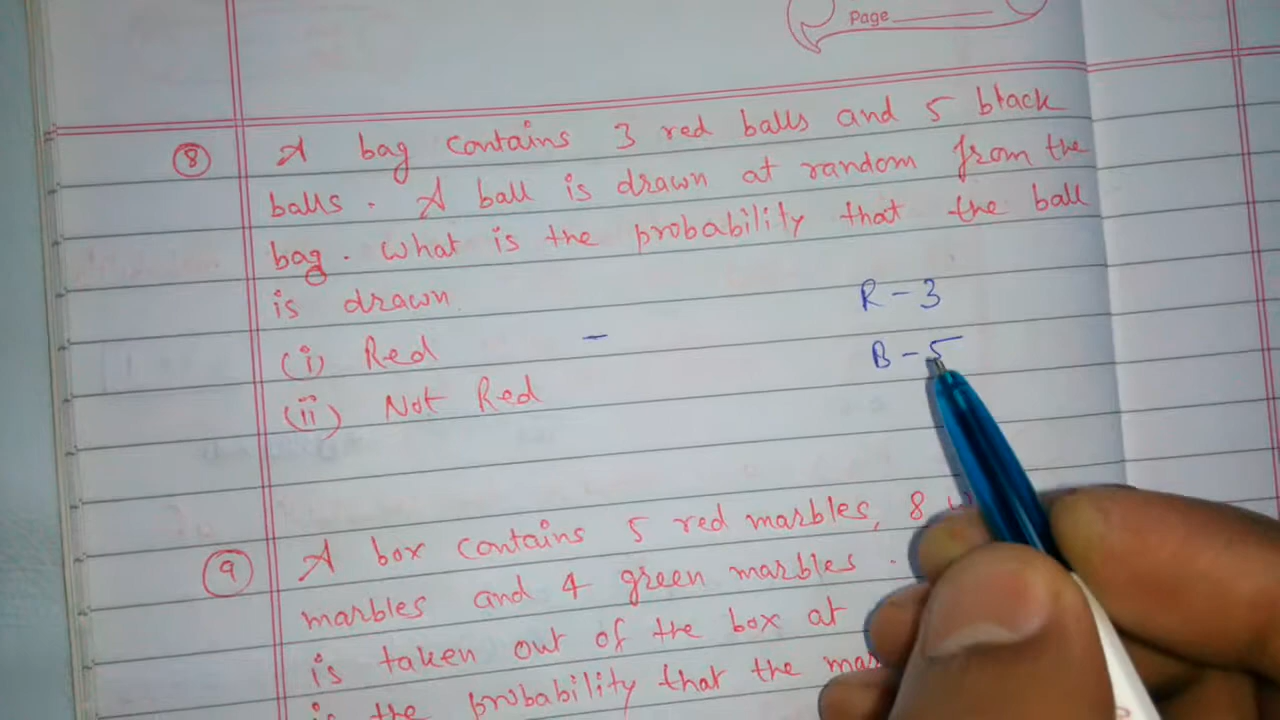 Page
8 A bag contains 3 red balls and 5 black
balls. A ball is drawn at random from the
bag. What is the probability that the ball
is drawn
R - 3
(i) Red -
B - 5
(ii) Not Red
9 A box contains 5 red marbles, 8
marbles and 4 green marbles.
is taken out of the box at
is the probability that the